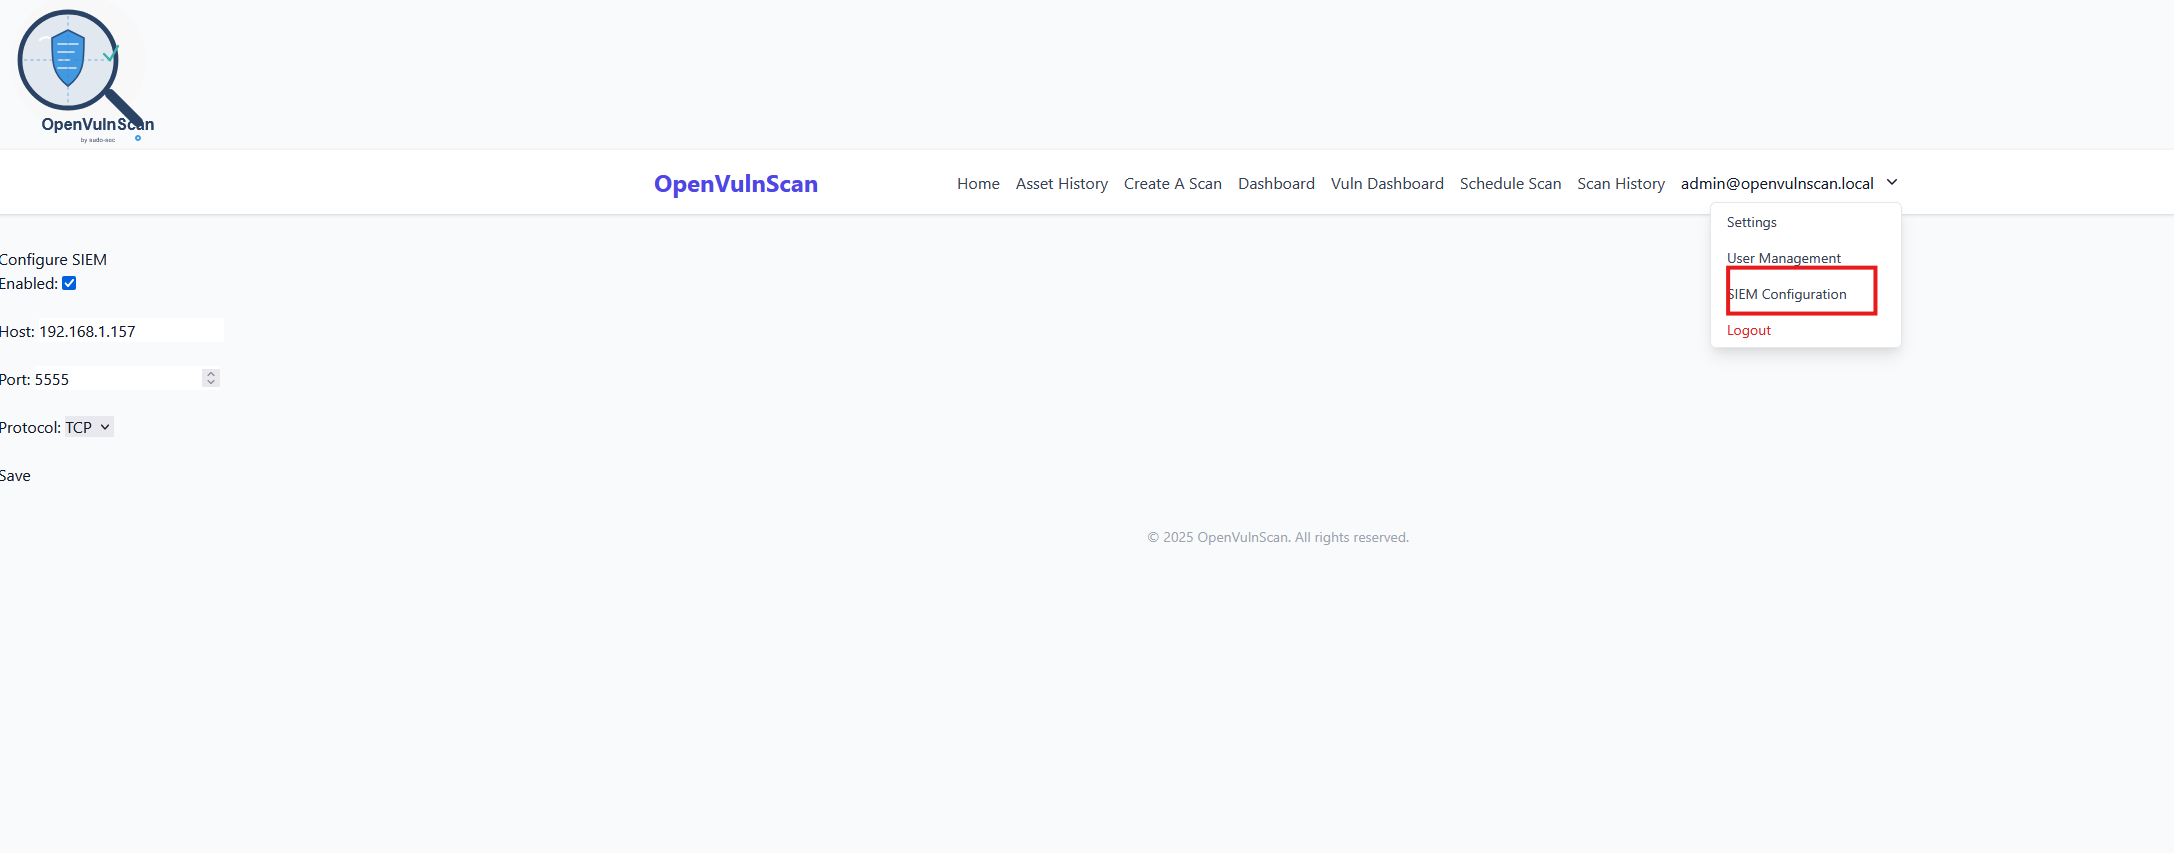 OpenVulnScan
by sudo-sec
OpenVulnScan
Home Asset History Create A Scan Dashboard Vuln Dashboard Schedule Scan Scan History admin@openvulnscan.local
Settings
User Management
SIEM Configuration
Logout
Configure SIEM
Enabled:
Host: 192.168.1.157
Port: 5555
Protocol: TCP
Save
© 2025 OpenVulnScan. All rights reserved.